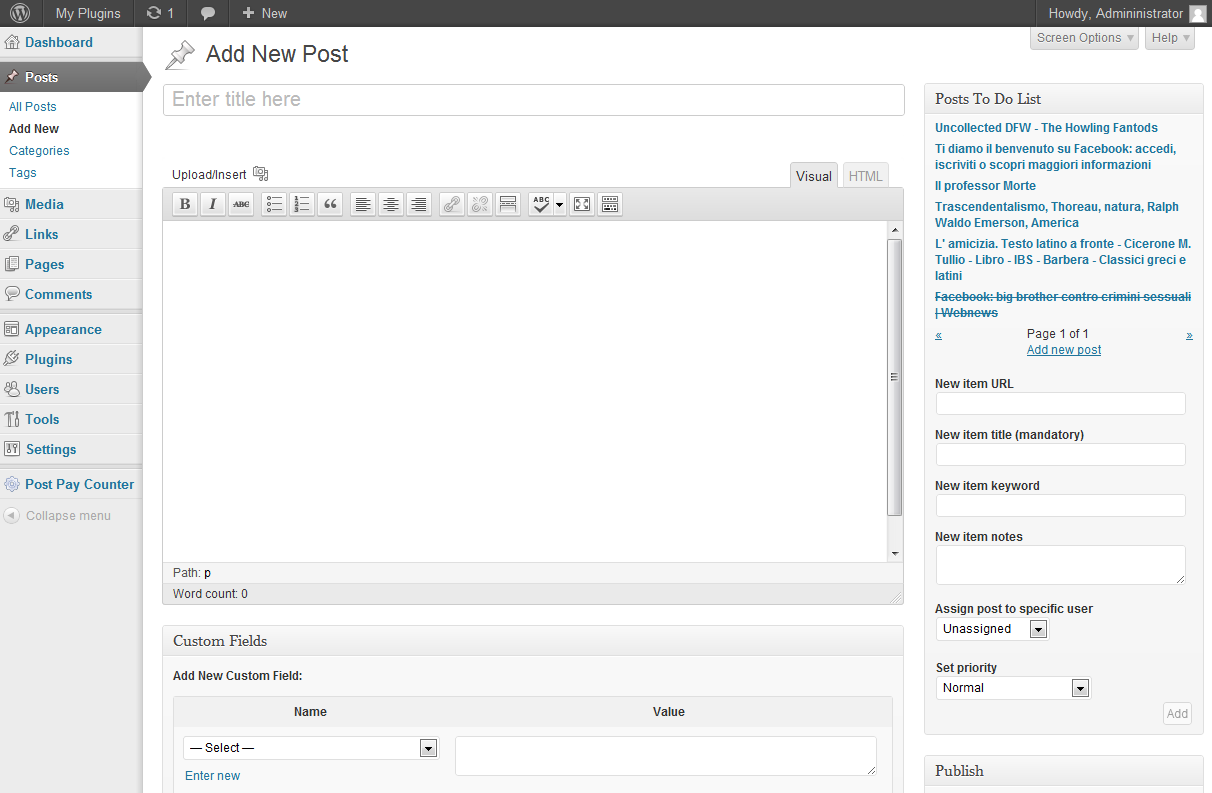 My Plugins 1 New Howdy, Admininistrator
Screen Options Help
Dashboard
Posts
All Posts
Add New
Categories
Tags
Media
Links
Pages
Comments
Appearance
Plugins
Users
Tools
Settings
Post Pay Counter
Collapse menu
Add New Post
Enter title here
Upload/Insert
Visual HTML
B I ABC ABC
Path: p
Word count: 0
Custom Fields
Add New Custom Field:
Name Value
— Select —
Enter new
Posts To Do List
Uncollected DFW - The Howling Fantods
Ti diamo il benvenuto su Facebook: accedi,
iscriviti o scopri maggiori informazioni
Il professor Morte
Trascendentalismo, Thoreau, natura, Ralph
Waldo Emerson, America
L' amicizia. Testo latino a fronte - Cicerone M.
Tullio - Libro - IBS - Barbera - Classici greci e
latini
Facebook: big brother contro crimini sessuali
| Webnews
« Page 1 of 1 »
Add new post
New item URL
New item title (mandatory)
New item keyword
New item notes
Assign post to specific user
Unassigned
Set priority
Normal
Add
Publish